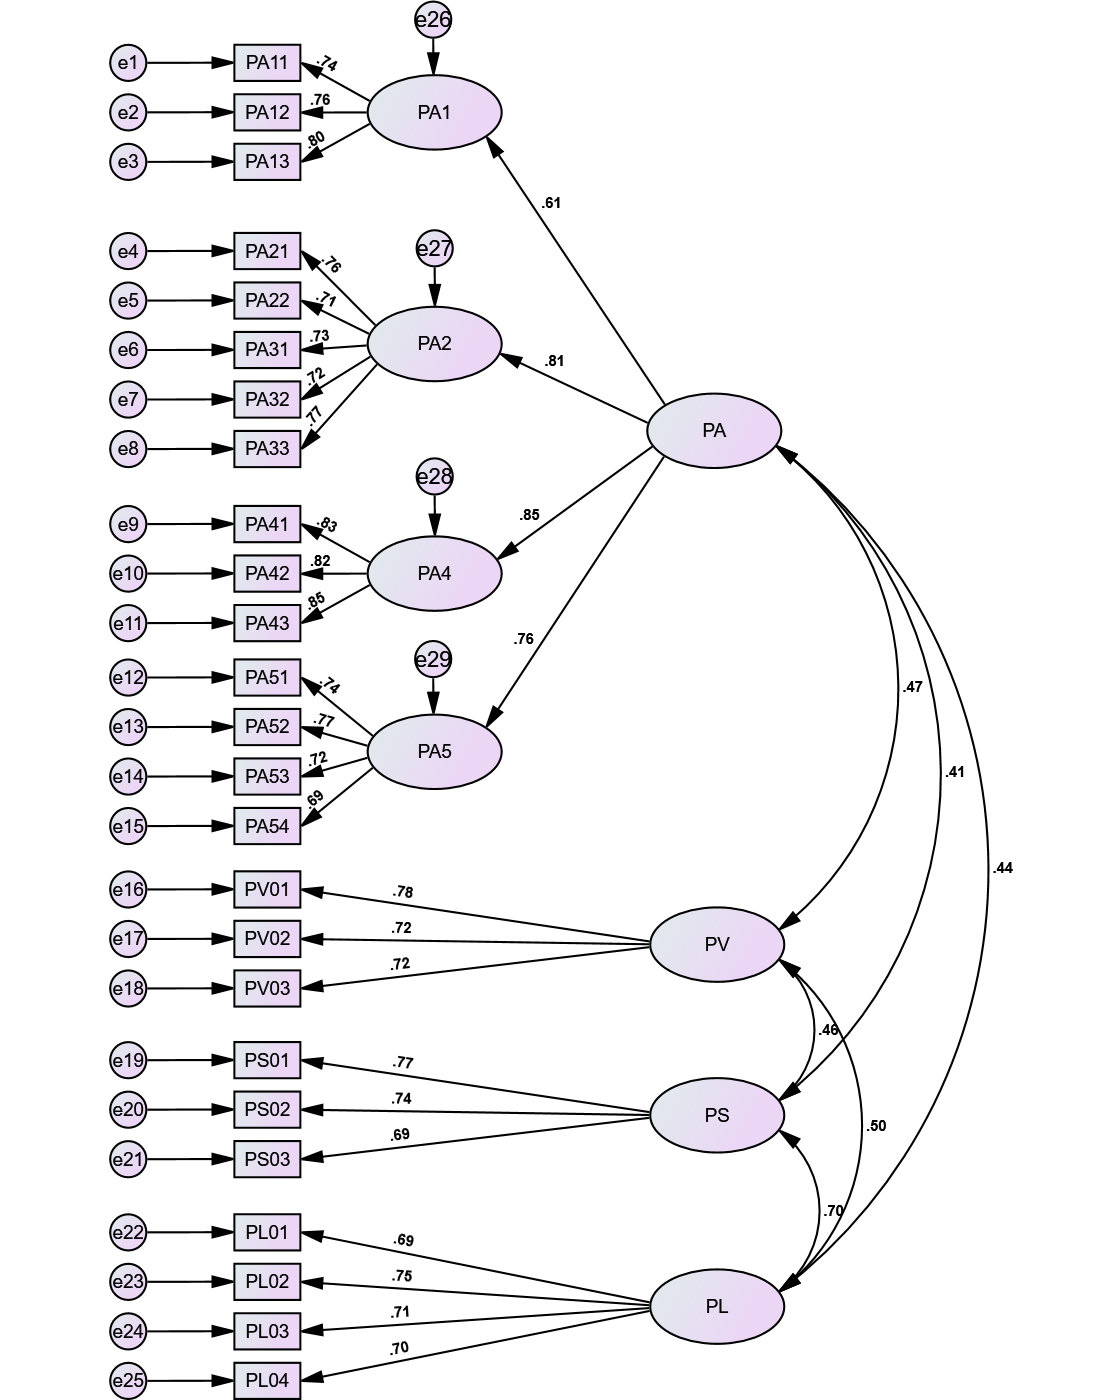 e26
e1 PA11 .74
e2 PA12 .76 PA1
e3 PA13 .80
.61
e4 PA21 .76 e27
e5 PA22 .71
e6 PA31 .73 PA2
e7 PA32 .72 .81
e8 PA33 .77 PA
e28
e9 PA41 .83 .85
e10 PA42 .82 PA4
e11 PA43 .85
.76
e12 PA51 .74 e29
.47
e13 PA52 .77
e14 PA53 .72 PA5 .41
e15 PA54 .69
.44
e16 PV01 .78
e17 PV02 .72 PV
e18 PV03 .72
.46
e19 PS01 .77
e20 PS02 .74 PS
.50
e21 PS03 .69
.70
e22 PL01 .69
e23 PL02 .75 PL
e24 PL03 .71
e25 PL04 .70